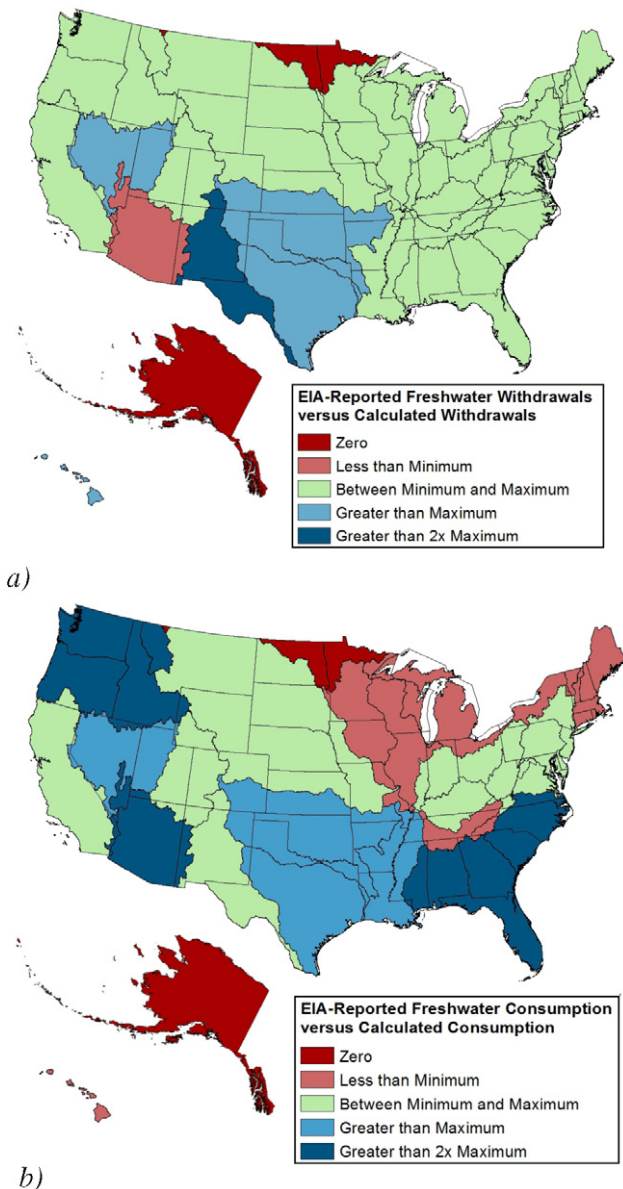 EIA-Reported Freshwater Withdrawals
versus Calculated Withdrawals
Zero
Less than Minimum
Between Minimum and Maximum
Greater than Maximum
Greater than 2x Maximum
a)
EIA-Reported Freshwater Consumption
versus Calculated Consumption
Zero
Less than Minimum
Between Minimum and Maximum
Greater than Maximum
Greater than 2x Maximum
b)